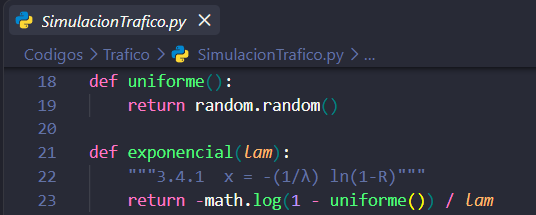 SimulacionTrafico.py ×
Codigos > Trafico > SimulacionTrafico.py > ...
18 def uniforme():
19 return random.random()
20
21 def exponencial(lam):
22 """3.4.1 x = -(1/λ) ln(1-R)"""
23 return -math.log(1 - uniforme()) / lam